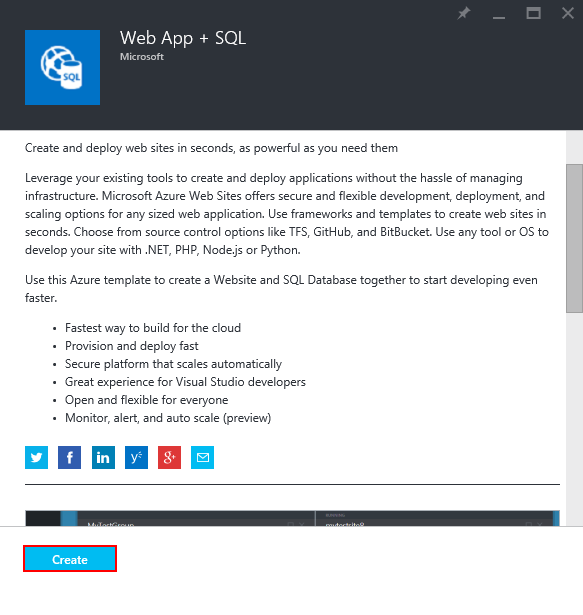 Web App + SQL
Microsoft
SQL
Create and deploy web sites in seconds, as powerful as you need them
Leverage your existing tools to create and deploy applications without the hassle of managing
infrastructure. Microsoft Azure Web Sites offers secure and flexible development, deployment, and
scaling options for any sized web application. Use frameworks and templates to create web sites in
seconds. Choose from source control options like TFS, GitHub, and BitBucket. Use any tool or OS to
develop your site with .NET, PHP, Node.js or Python.
Use this Azure template to create a Website and SQL Database together to start developing even
faster.
• Fastest way to build for the cloud
• Provision and deploy fast
• Secure platform that scales automatically
• Great experience for Visual Studio developers
• Open and flexible for everyone
• Monitor, alert, and auto scale (preview)
f in y g+
MyTestGroup
Create